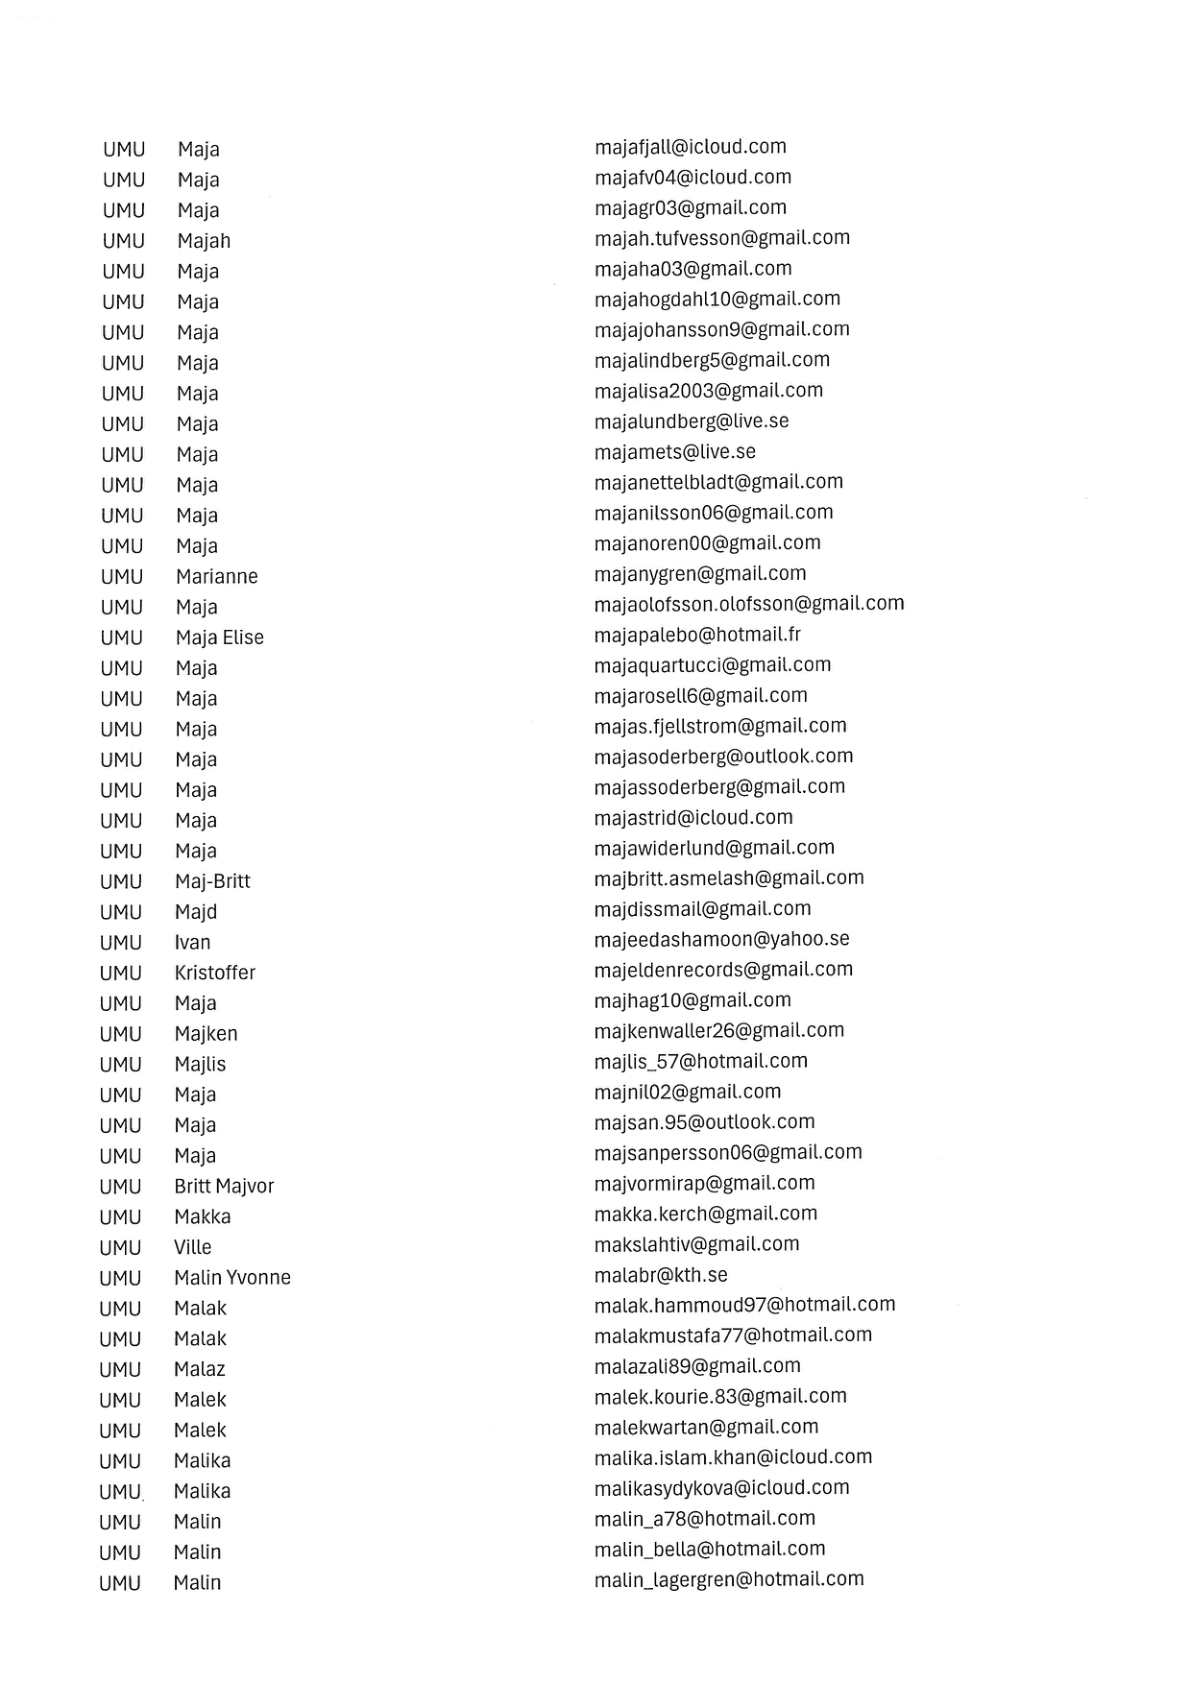 UMU Maja majafjall@icloud.com
UMU Maja majafv04@icloud.com
UMU Maja majagr03@gmail.com
UMU Majah majah.tufvesson@gmail.com
UMU Maja majaha03@gmail.com
UMU Maja majahogdahl10@gmail.com
UMU Maja majajohansson9@gmail.com
UMU Maja majalindberg5@gmail.com
UMU Maja majalisa2003@gmail.com
UMU Maja majalundberg@live.se
UMU Maja majamets@live.se
UMU Maja majanettelbladt@gmail.com
UMU Maja majanilsson06@gmail.com
UMU Maja majanoren00@gmail.com
UMU Marianne majanygren@gmail.com
UMU Maja majaolofsson.olofsson@gmail.com
UMU Maja Elise majapalebo@hotmail.fr
UMU Maja majaquartucci@gmail.com
UMU Maja majarosell6@gmail.com
UMU Maja majas.fjellstrom@gmail.com
UMU Maja majasoderberg@outlook.com
UMU Maja majassoderberg@gmail.com
UMU Maja majastrid@icloud.com
UMU Maja majawiderlund@gmail.com
UMU Maj-Britt majbritt.asmelash@gmail.com
UMU Majd majdissmail@gmail.com
UMU Ivan majeedashamoon@yahoo.se
UMU Kristoffer majeldenrecords@gmail.com
UMU Maja majhag10@gmail.com
UMU Majken majkenwaller26@gmail.com
UMU Majlis majlis_57@hotmail.com
UMU Maja majnil02@gmail.com
UMU Maja majsan.95@outlook.com
UMU Maja majsanpersson06@gmail.com
UMU Britt Majvor majvormirap@gmail.com
UMU Makka makka.kerch@gmail.com
UMU Ville makslahtiv@gmail.com
UMU Malin Yvonne malabr@kth.se
UMU Malak malak.hammoud97@hotmail.com
UMU Malak malakmustafa77@hotmail.com
UMU Malaz malazali89@gmail.com
UMU Malek malek.kourie.83@gmail.com
UMU Malek malekwartan@gmail.com
UMU Malika malika.islam.khan@icloud.com
UMU Malika malikasydykova@icloud.com
UMU Malin malin_a78@hotmail.com
UMU Malin malin_bella@hotmail.com
UMU Malin malin_lagergren@hotmail.com